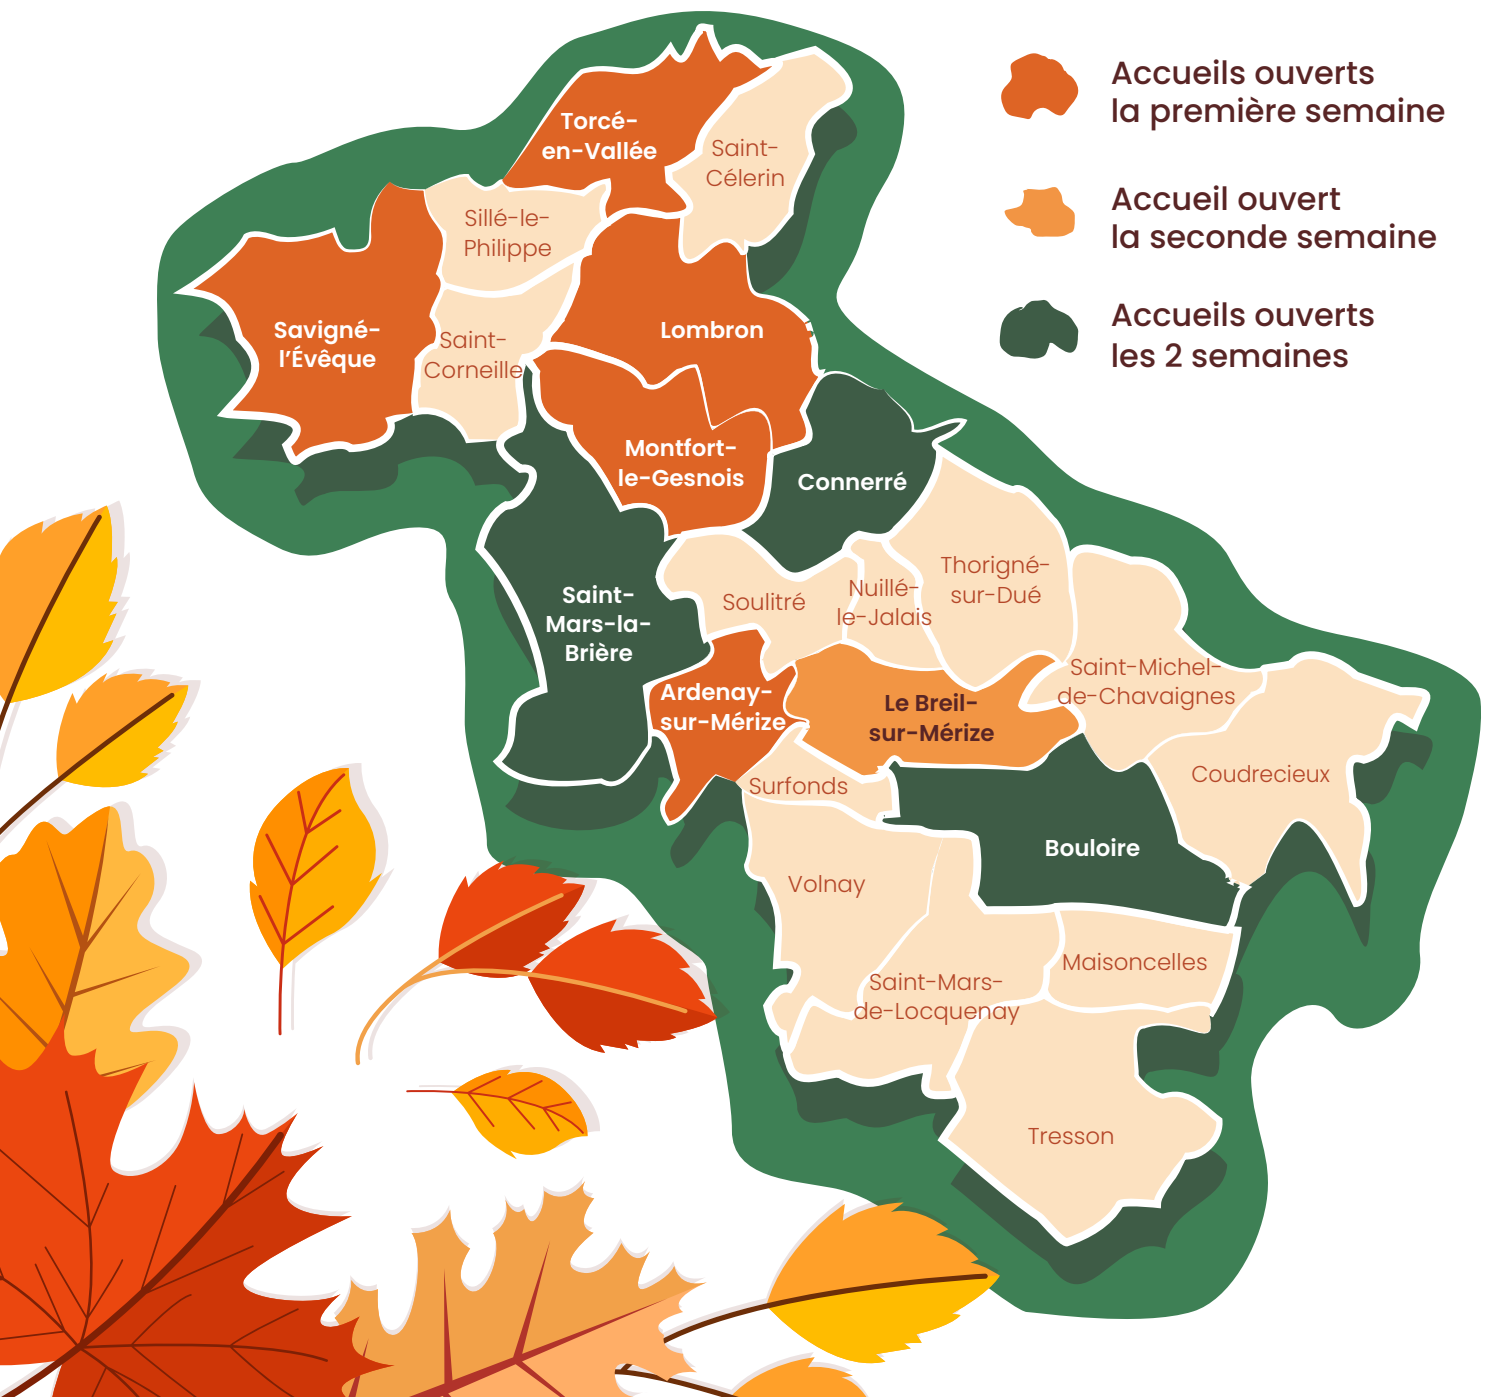 Accueils ouverts
la première semaine
Accueil ouvert
la seconde semaine
Accueils ouverts
les 2 semaines
Torcé-
en-Vallée
Saint-
Célerin
Sillé-le-
Philippe
Savigné-
l’Évêque
Saint-
Corneille
Lombron
Montfort-
le-Gesnois
Connerré
Saint-
Mars-la-
Brière
Soulitré
Nuillé-
le-Jalais
Thorigné-
sur-Dué
Ardenay-
sur-Mérize
Le Breil-
sur-Mérize
Saint-Michel-
de-Chavaignes
Surfonds
Coudrecieux
Bouloire
Volnay
Saint-Mars-
de-Locquenay
Maisoncelles
Tresson